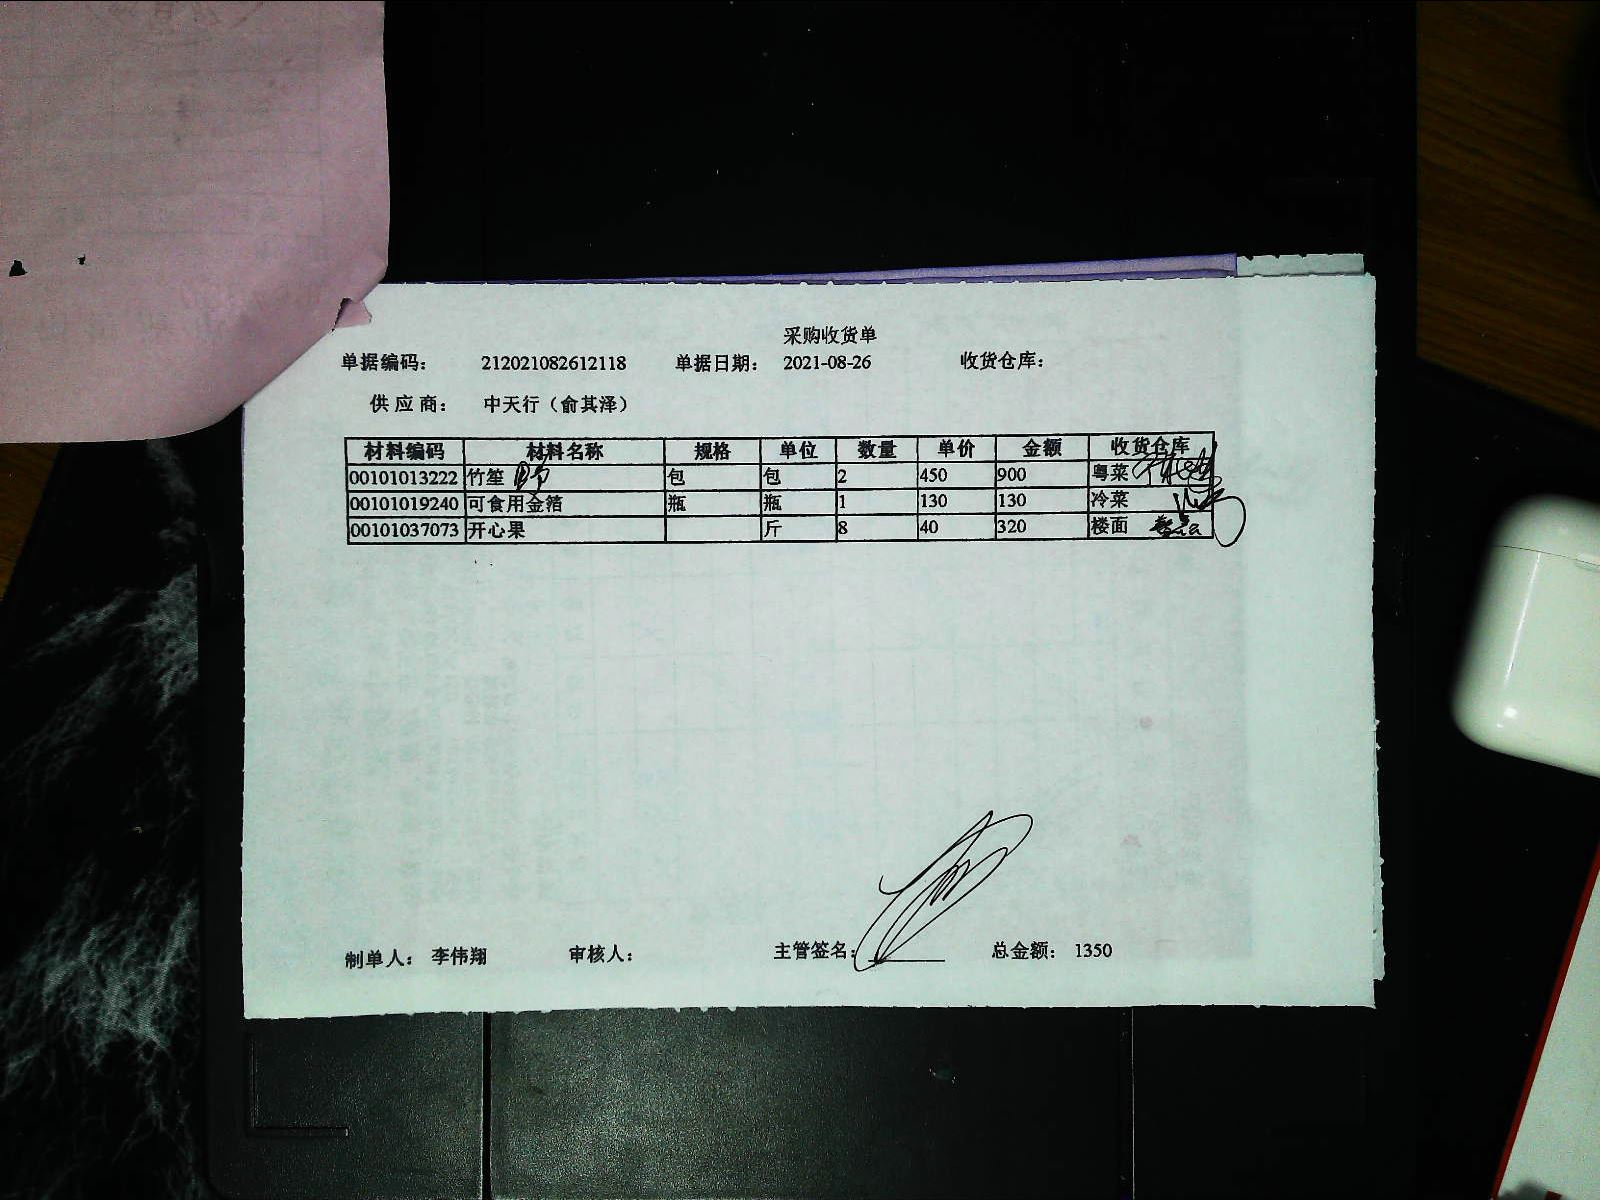 采购收货单
单据编码： 212021082612118 单据日期： 2021-08-26 收货仓库：
供应商： 中天行（俞其泽）
材料编码 材料名称 规格 单位 数量 单价 金额 收货仓库
00101013222 竹笙 包 包 2 450 900 粤菜
00101019240 可食用金箔 瓶 瓶 1 130 130 冷菜
00101037073 开心果 斤 8 40 320 楼面
制单人： 李伟翔 审核人： 主管签名： 总金额： 1350